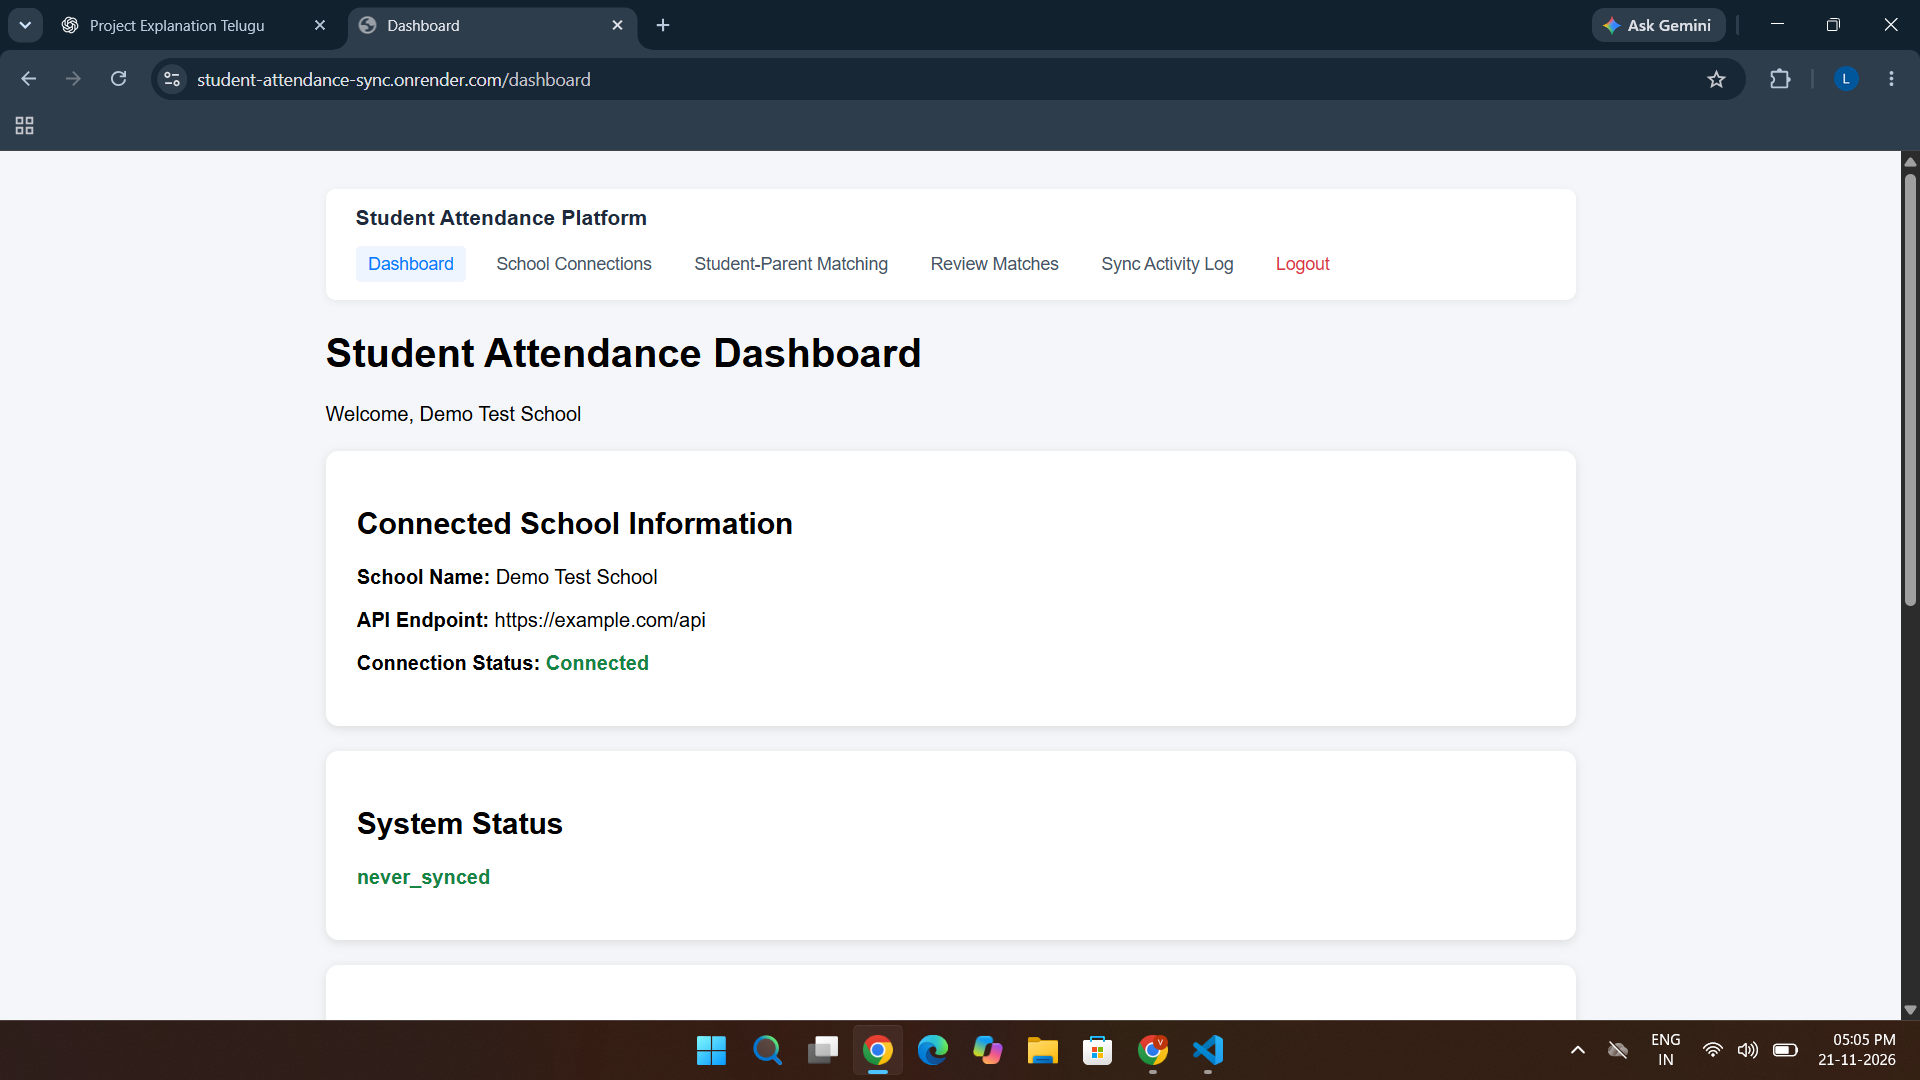 Project Explanation Telugu
Dashboard
Ask Gemini
student-attendance-sync.onrender.com/dashboard
L
Student Attendance Platform
Dashboard School Connections Student-Parent Matching Review Matches Sync Activity Log Logout
Student Attendance Dashboard
Welcome, Demo Test School
Connected School Information
School Name: Demo Test School
API Endpoint: https://example.com/api
Connection Status: Connected
System Status
never_synced
V
ENG
IN
05:05 PM
21-11-2026